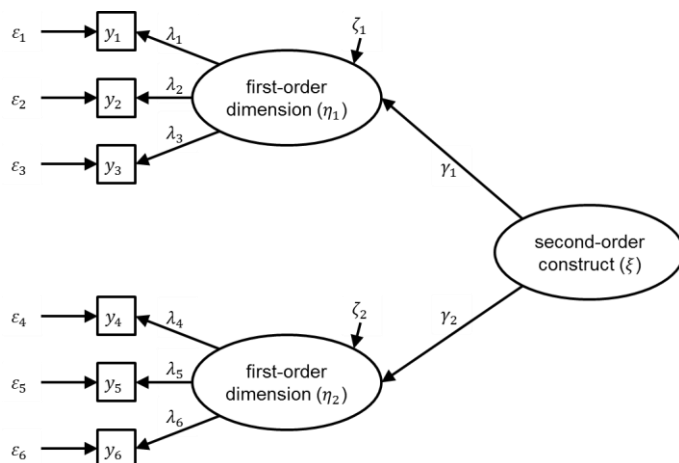 ζ₁
ε₁ y₁ λ₁
first-order
dimension (η₁)
ε₂ y₂ λ₂
ε₃ y₃ λ₃
γ₁
second-order
construct (ξ)
ε₄ y₄ λ₄
ζ₂
γ₂
first-order
dimension (η₂)
ε₅ y₅ λ₅
ε₆ y₆ λ₆